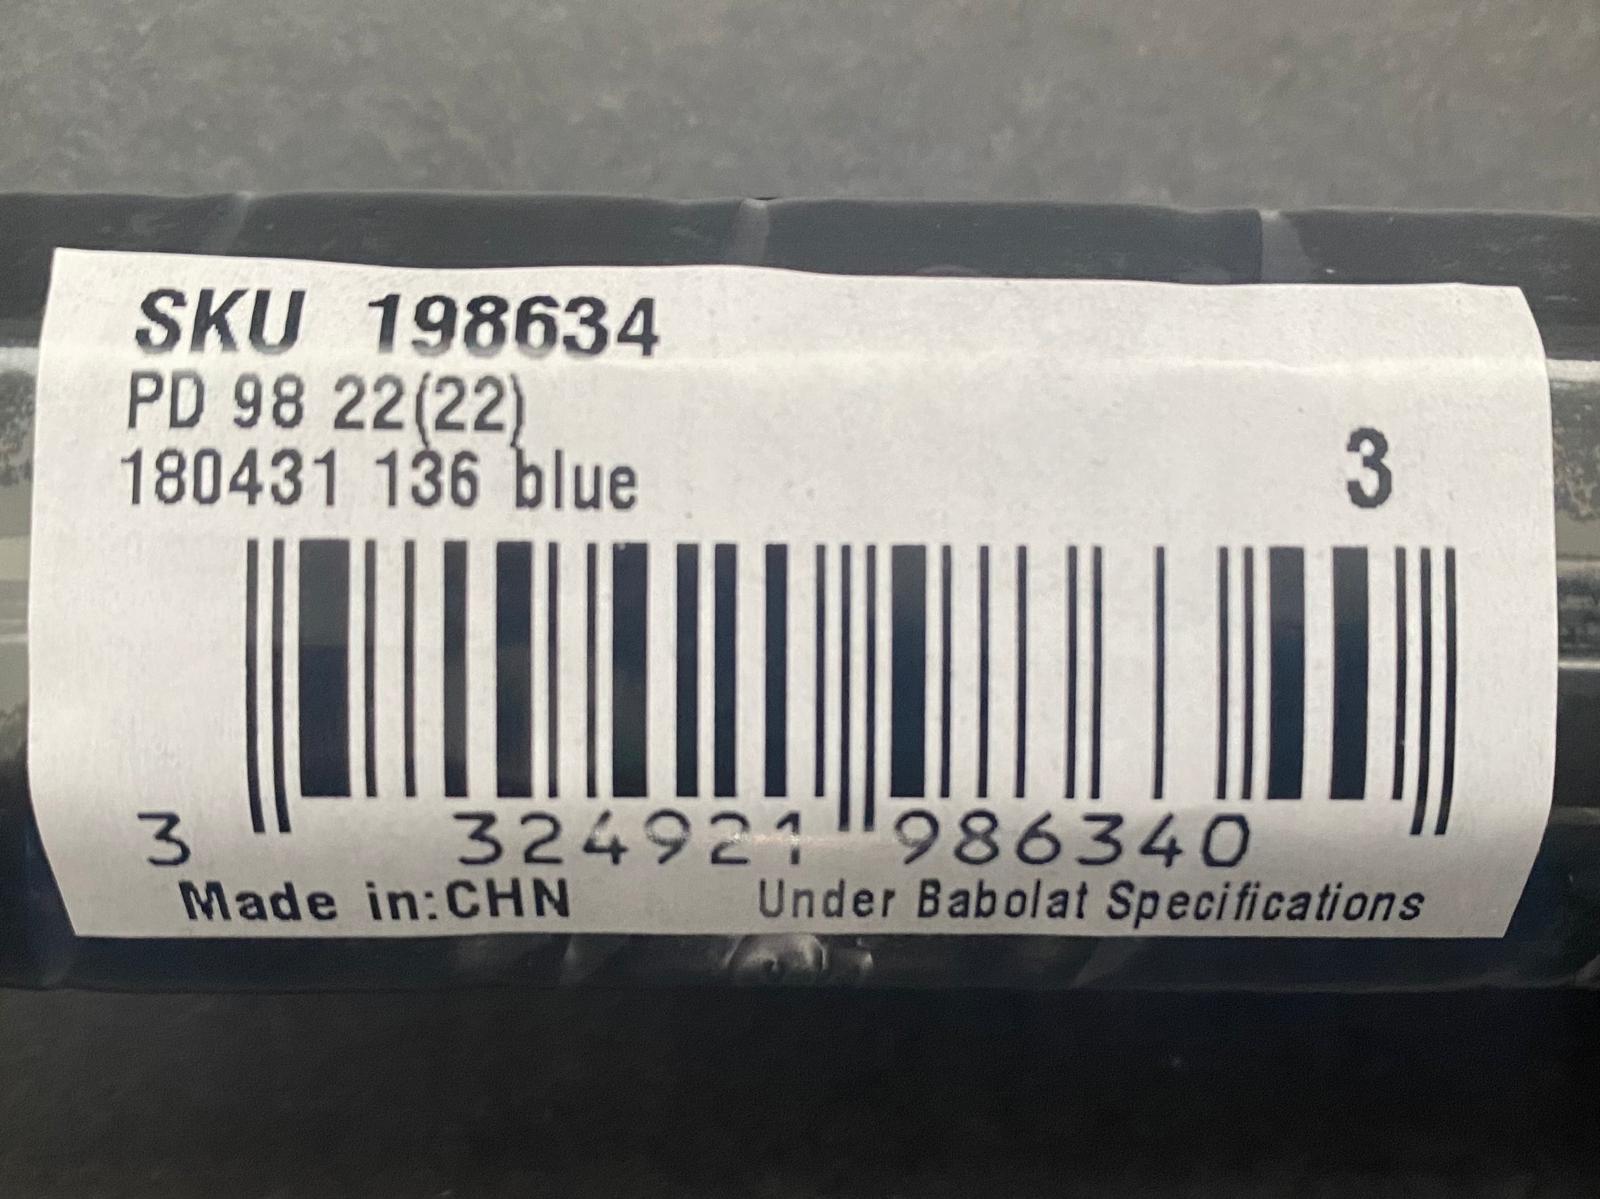 SKU 198634
PD 98 22(22)
180431 136 blue
3
3 324921 986340
Made in:CHN Under Babolat Specifications